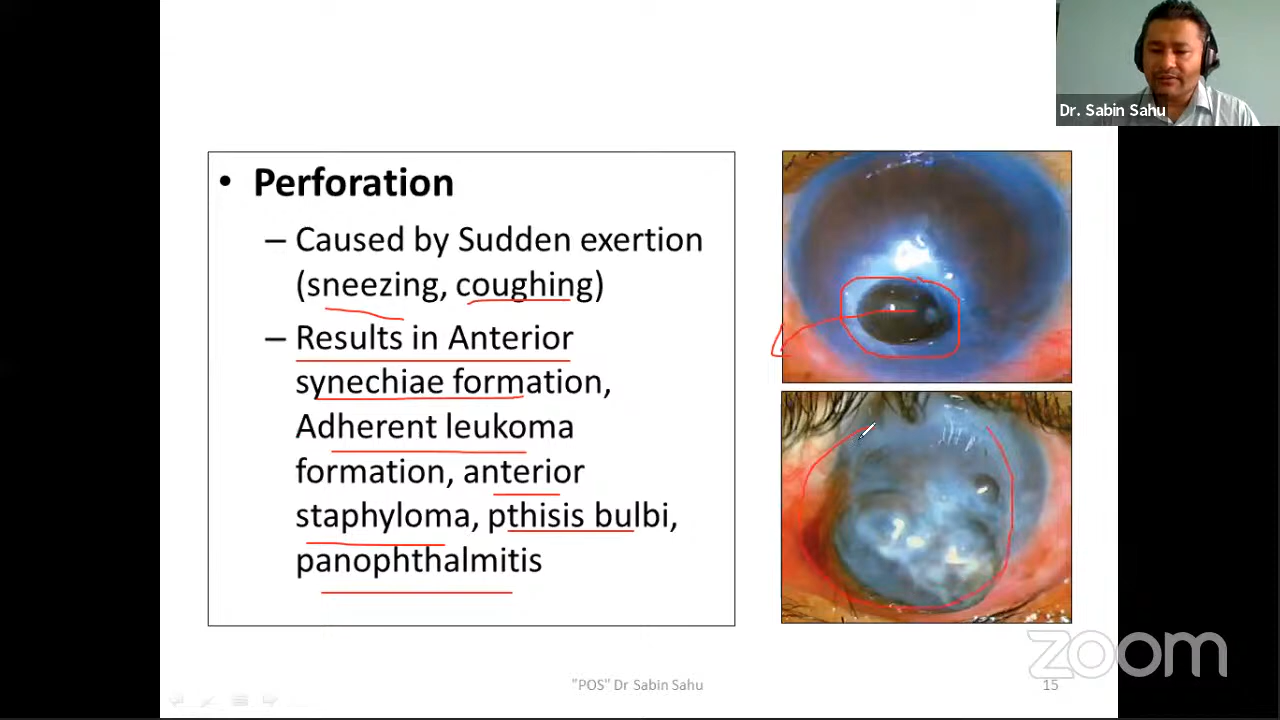 Dr. Sabin Sahu
• Perforation
– Caused by Sudden exertion
(sneezing, coughing)
– Results in Anterior
synechiae formation,
Adherent leukoma
formation, anterior
staphyloma, pthisis bulbi,
panophthalmitis
zoom
"POS" Dr Sabin Sahu
15